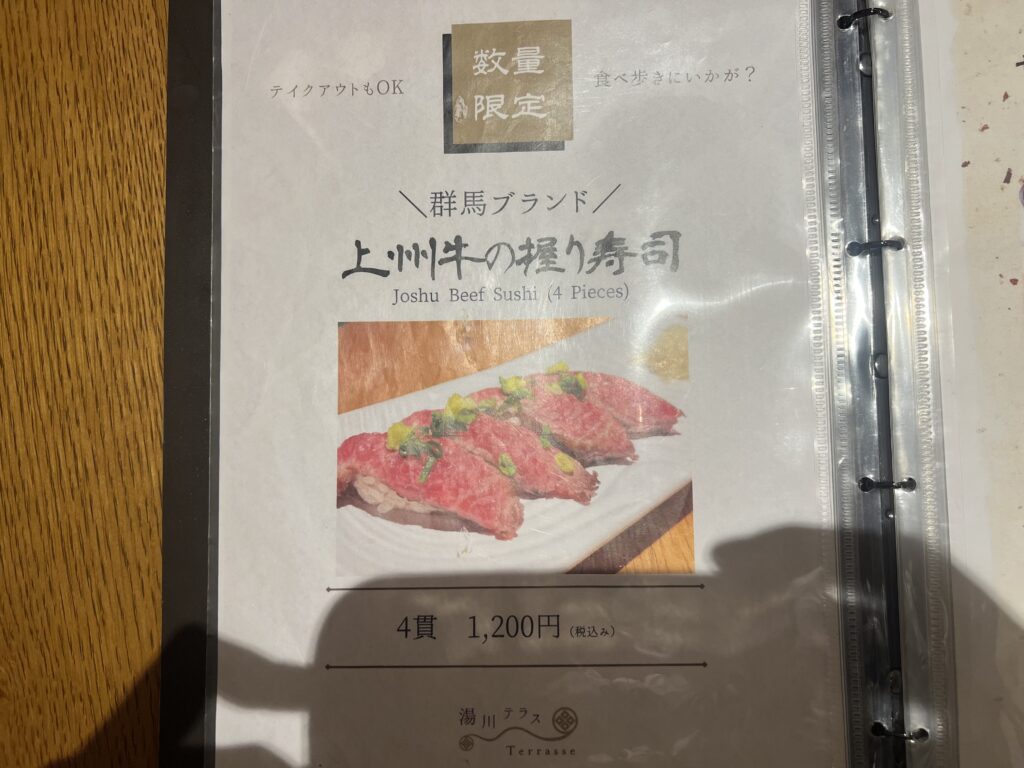 テイクアウトもOK
数量
限定
食べ歩きにいかが？
＼群馬ブランド／
上州牛の握り寿司
Joshu Beef Sushi (4 Pieces)
4貫 1,200円（税込み）
湯川テラス
Terrasse